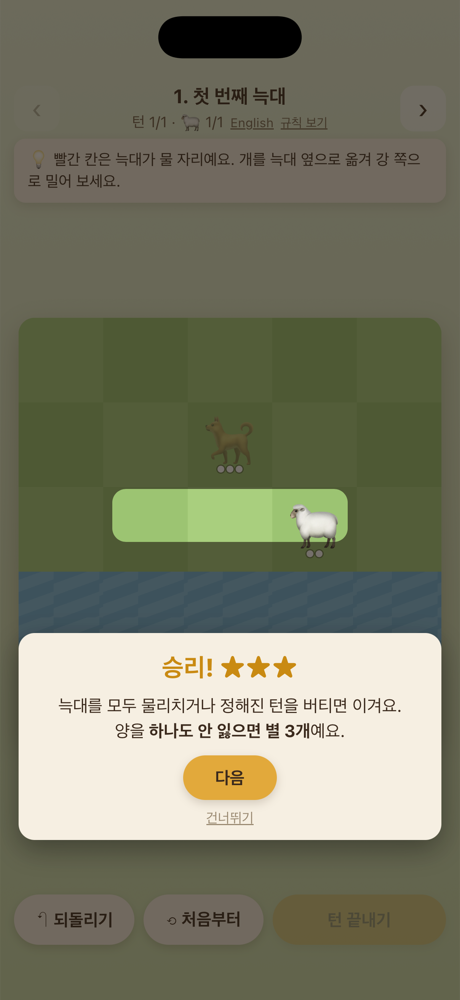 1. 첫 번째 늑대
턴 1/1 · 🐑 1/1 English 규칙 보기
💡 빨간 칸은 늑대가 물 자리예요. 개를 늑대 옆으로 옮겨 강 쪽으
로 밀어 보세요.
승리! ★★★
늑대를 모두 물리치거나 정해진 턴을 버티면 이겨요.
양을 하나도 안 잃으면 별 3개예요.
다음
건너뛰기
되돌리기
처음부터
턴 끝내기